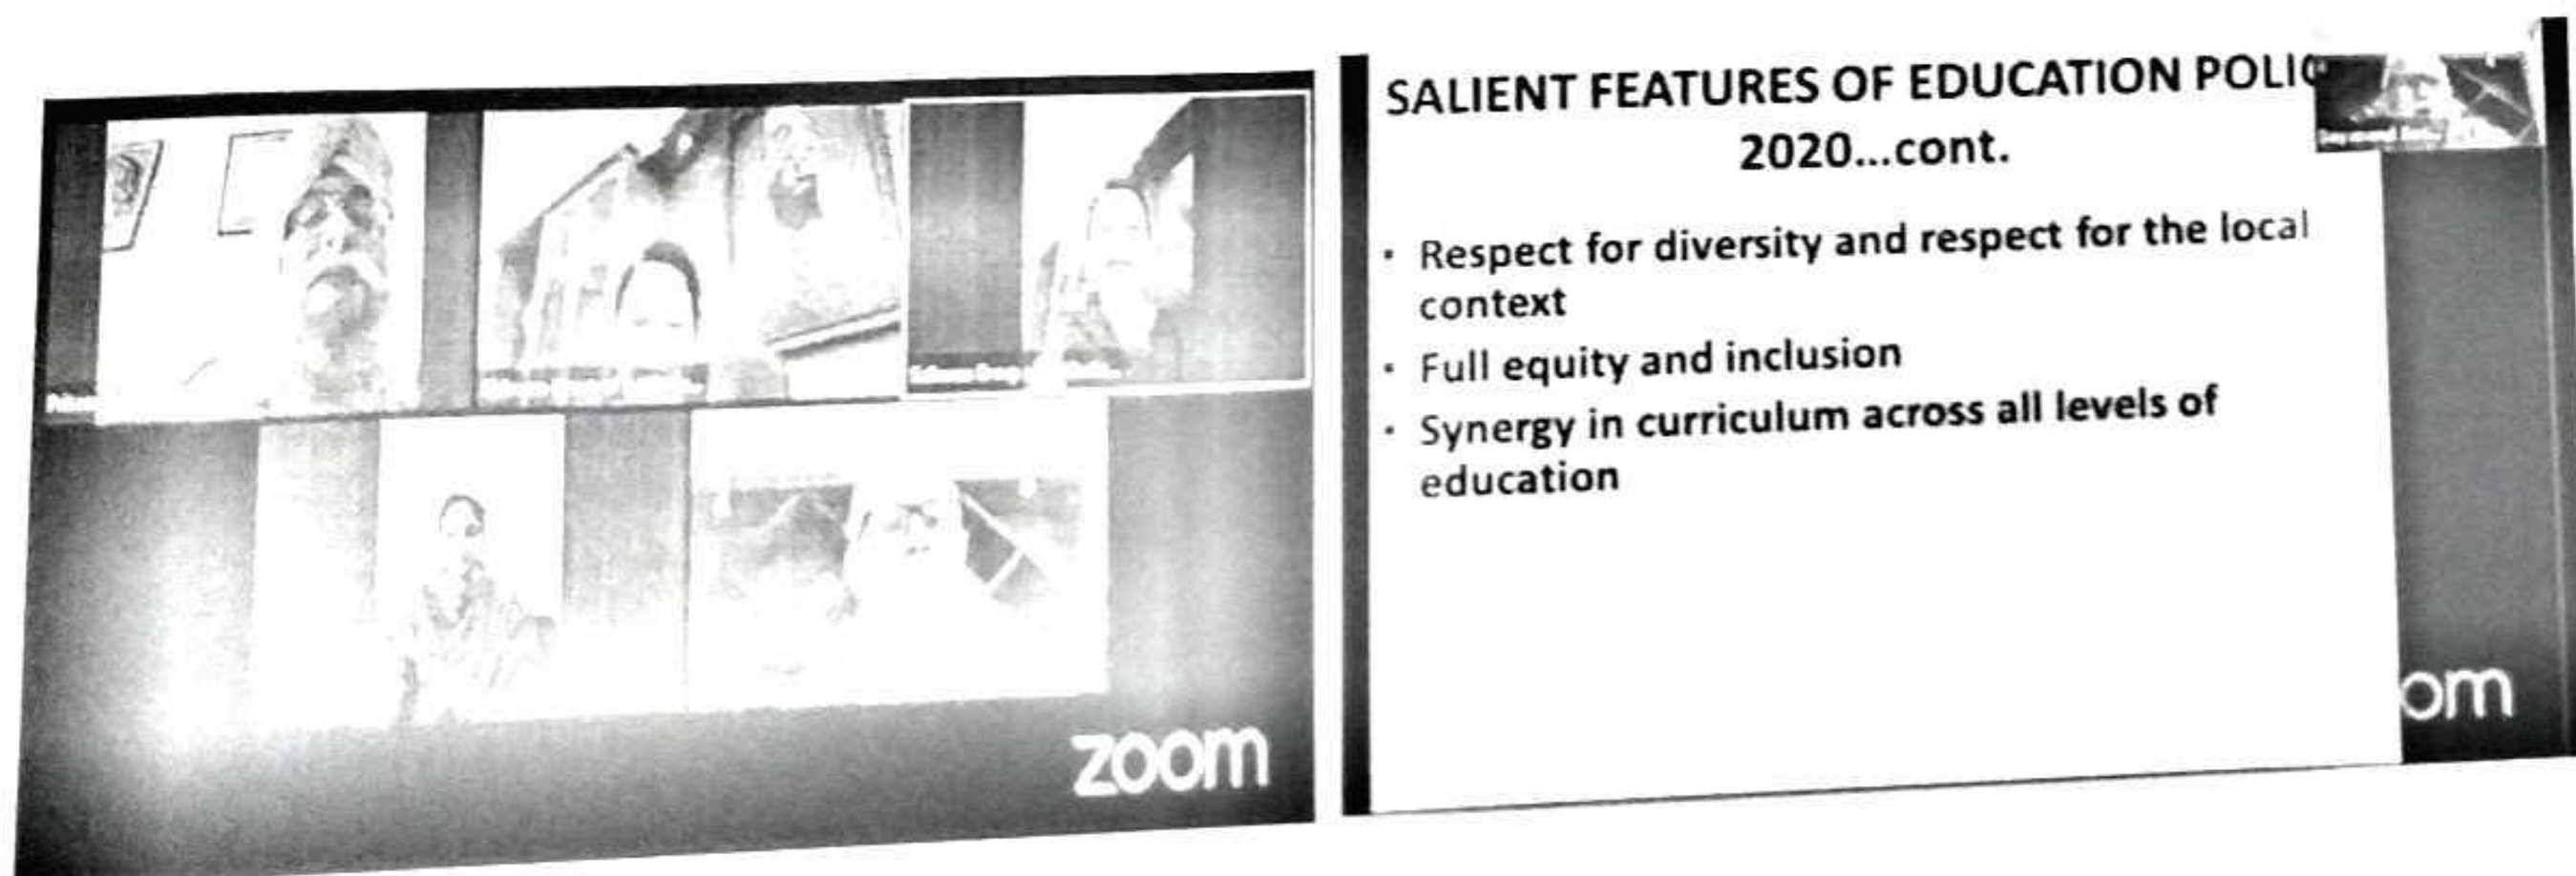 zoom
SALIENT FEATURES OF EDUCATION POLIC
2020...cont.
• Respect for diversity and respect for the local
context
• Full equity and inclusion
• Synergy in curriculum across all levels of
education
om